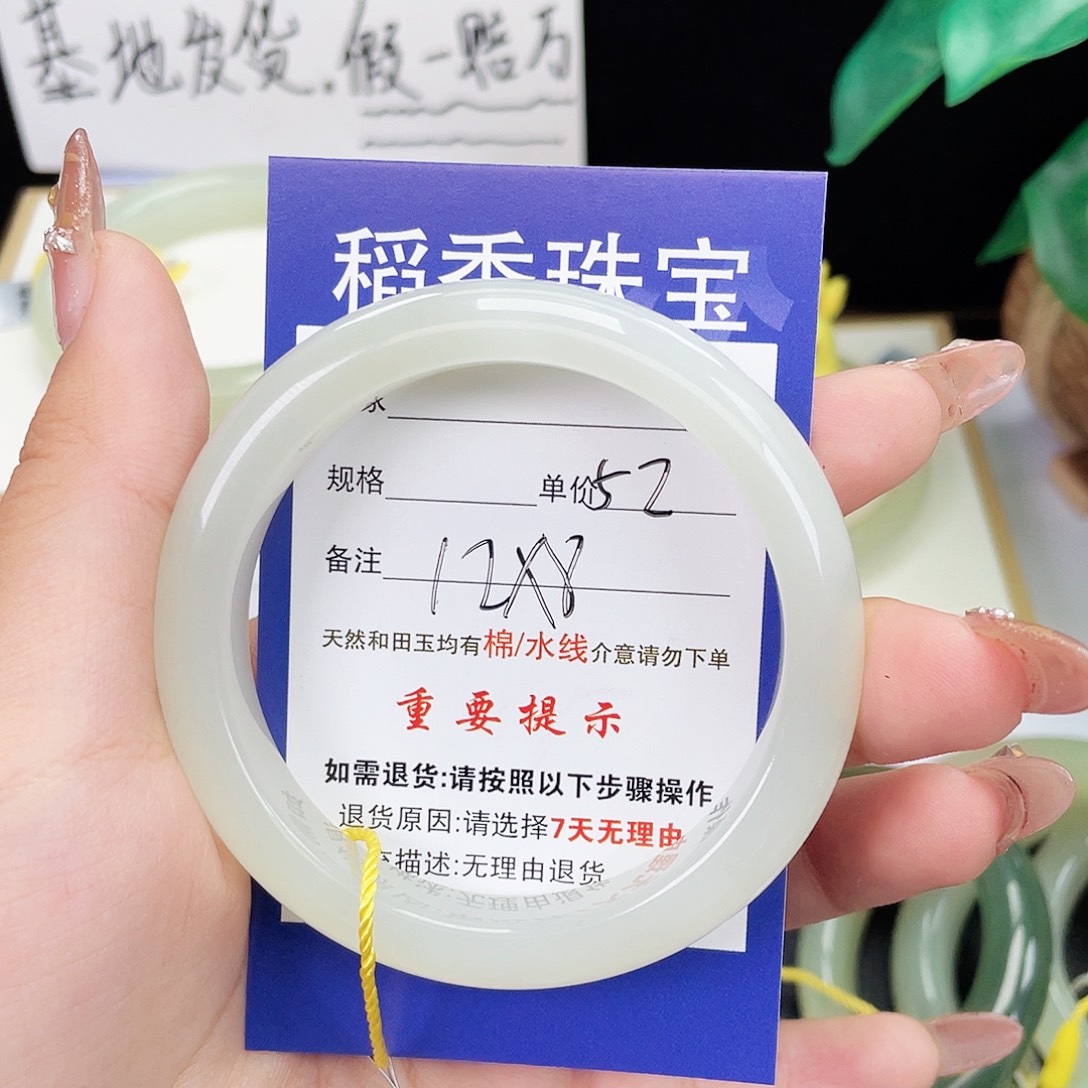 基地发货.假一赔万
稻香珠宝
规格 单价52
备注 12X8
天然和田玉均有棉/水线介意请勿下单
重要提示
如需退货:请按照以下步骤操作
退货原因:请选择7天无理由
描述:无理由退货